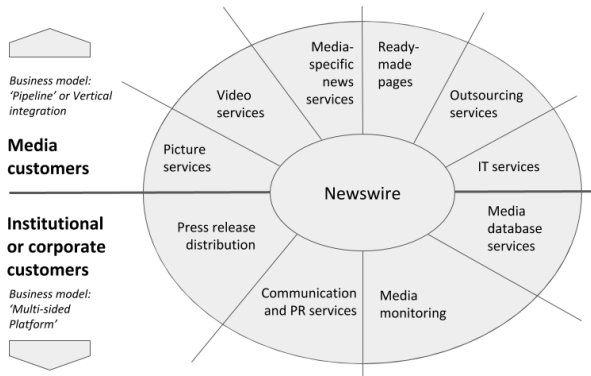 Business model:
‘Pipeline’ or Vertical
integration
Media
customers
Institutional
or corporate
customers
Business model:
‘Multi-sided
Platform’
Picture
services
Video
services
Media-
specific
news
services
Ready-
made
pages
Outsourcing
services
IT services
Newswire
Press release
distribution
Communication
and PR services
Media
monitoring
Media
database
services